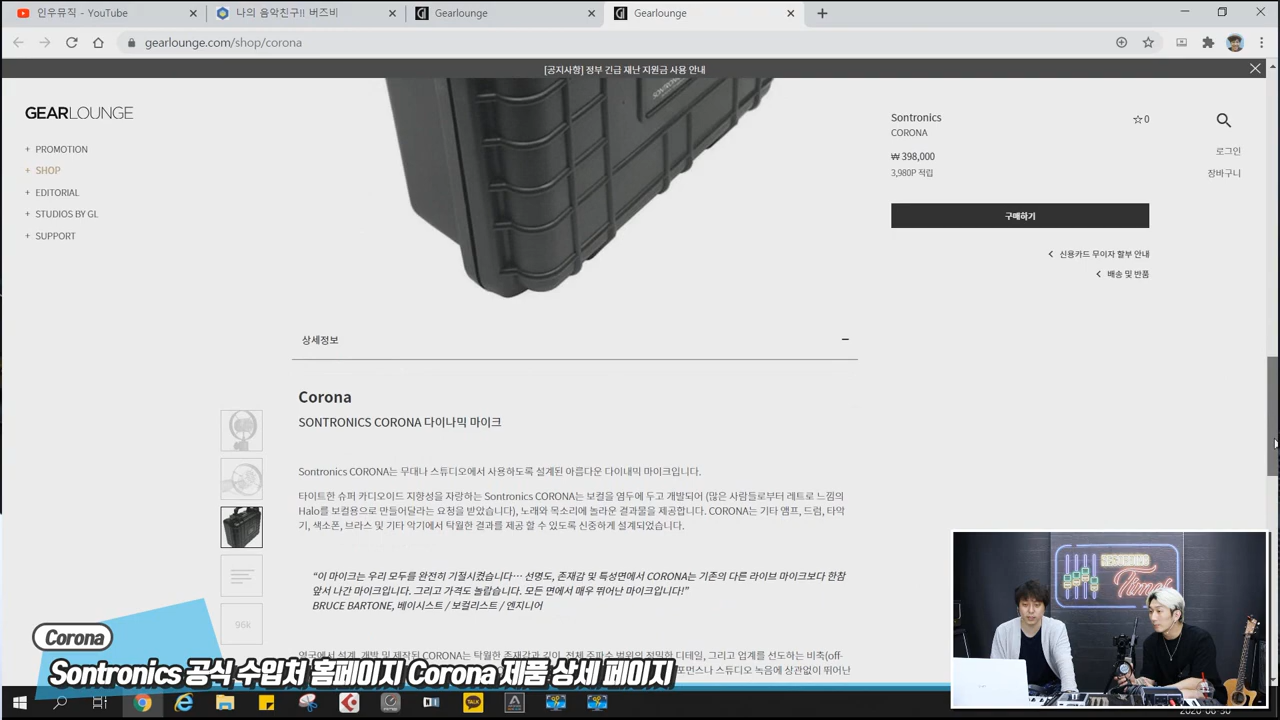 인우뮤직 - YouTube
나의 음악친구!! 버즈비
Gearlounge
Gearlounge
gearlounge.com/shop/corona
[공지사항] 정부 긴급 재난 지원금 사용 안내
GEARLOUNGE
+ PROMOTION
+ SHOP
+ EDITORIAL
+ STUDIOS BY GL
+ SUPPORT
Sontronics
☆0
CORONA
₩ 398,000
3,980P 적립
구매하기
신용카드 무이자 할부 안내
배송 및 반품
로그인
장바구니
상세정보
Corona
SONTRONICS CORONA 다이나믹 마이크
Sontronics CORONA는 무대나 스튜디오에서 사용하도록 설계된 아름다운 다이내믹 마이크입니다.
타이트한 슈퍼 카디오이드 지향성을 자랑하는 Sontronics CORONA는 보컬을 염두에 두고 개발되어 (많은 사람들로부터 레트로 느낌의
Halo를 보컬용으로 만들어달라는 요청을 받았습니다), 노래와 목소리에 놀라운 결과물을 제공합니다. CORONA는 기타 앰프, 드럼, 타악
기, 색소폰, 브라스 및 기타 악기에서 탁월한 결과를 제공 할 수 있도록 신중하게 설계되었습니다.
“이 마이크는 우리 모두를 완전히 기절시켰습니다… 선명도, 존재감 및 특성면에서 CORONA는 기존의 다른 라이브 마이크보다 한참
앞서 나간 마이크입니다. 그리고 가격도 놀랍습니다. 모든 면에서 매우 뛰어난 마이크입니다!”
BRUCE BARTONE, 베이시스트 / 보컬리스트 / 엔지니어
영국에서 설계, 개발 및 제작된 CORONA는 탁월한 존재감과 깊이, 전체 주파수 범위의 정밀한 디테일, 그리고 업계를 선도하는 비축(off-
포먼스나 스튜디오 녹음에 상관없이 뛰어난
96k
Corona
Sontronics 공식 수입처 홈페이지 Corona 제품 상세 페이지
Times
TALK
2020-06-30